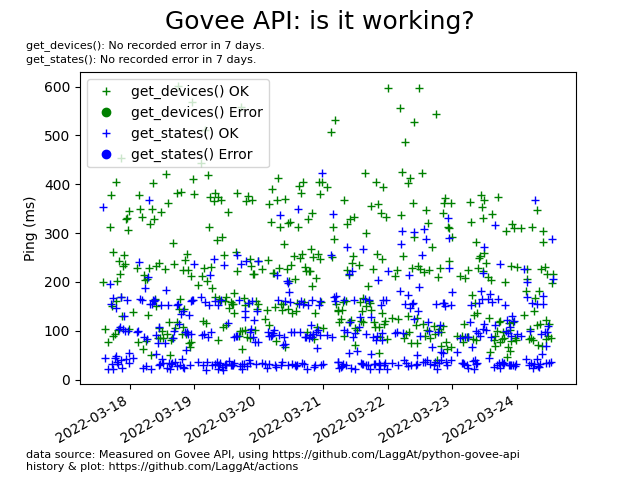 Govee API: is it working?
get_devices(): No recorded error in 7 days.
get_states(): No recorded error in 7 days.
600
500
400
300
200
100
0
Ping (ms)
get_devices() OK
get_devices() Error
get_states() OK
get_states() Error
2022-03-18
2022-03-19
2022-03-20
2022-03-21
2022-03-22
2022-03-23
2022-03-24
data source: Measured on Govee API, using https://github.com/LaggAt/python-govee-api
history & plot: https://github.com/LaggAt/actions